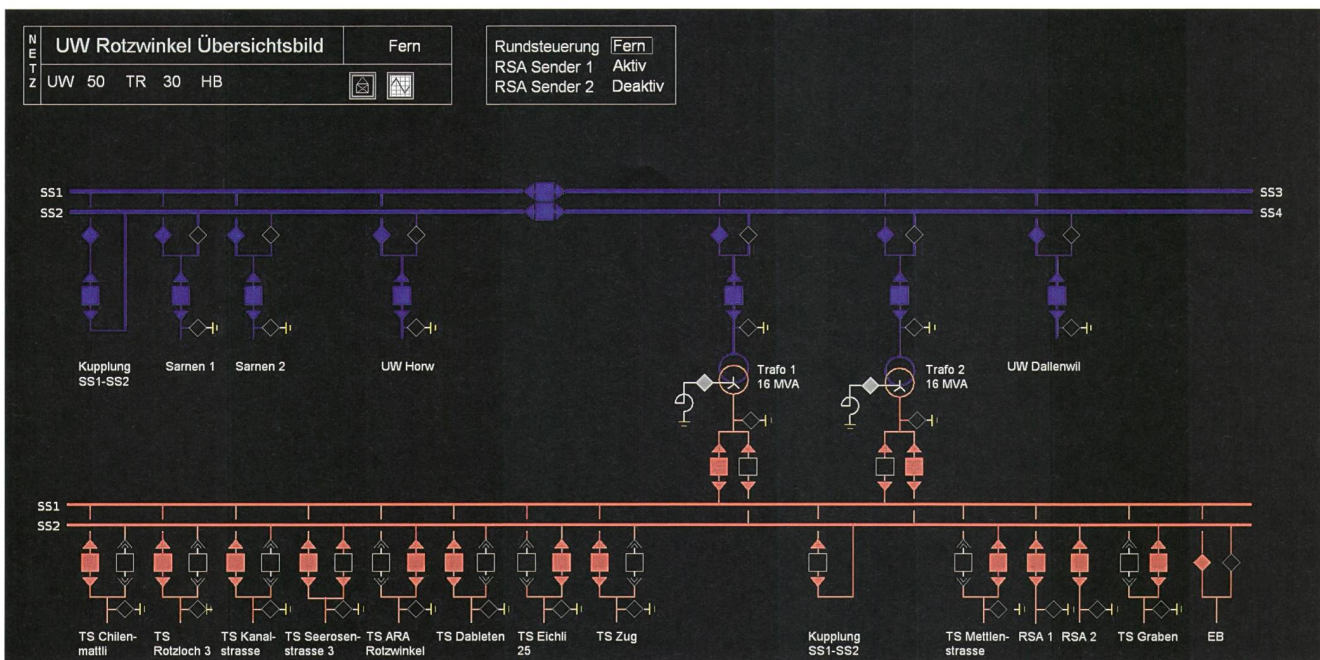 NETZ
UW Rotzwinkel Übersichtsbild
Fern
UW 50 TR 30 HB
Rundsteuerung Fern
RSA Sender 1 Aktiv
RSA Sender 2 Deaktiv
SS1
SS3
SS2
SS4
Kupplung
SS1-SS2
Sarnen 1
Sarnen 2
UW Horw
Trafo 1
16 MVA
Trafo 2
16 MVA
UW Dallenwil
SS1
SS2
TS Chilen-
mattli
TS
Rotzloch 3
TS Kanal-
strasse
TS Seerosen-
strasse 3
TS ARA
Rotzwinkel
TS Dableten
TS Eichli
25
TS Zug
Kupplung
SS1-SS2
TS Mettlen-
strasse
RSA 1
RSA 2
TS Graben
EB